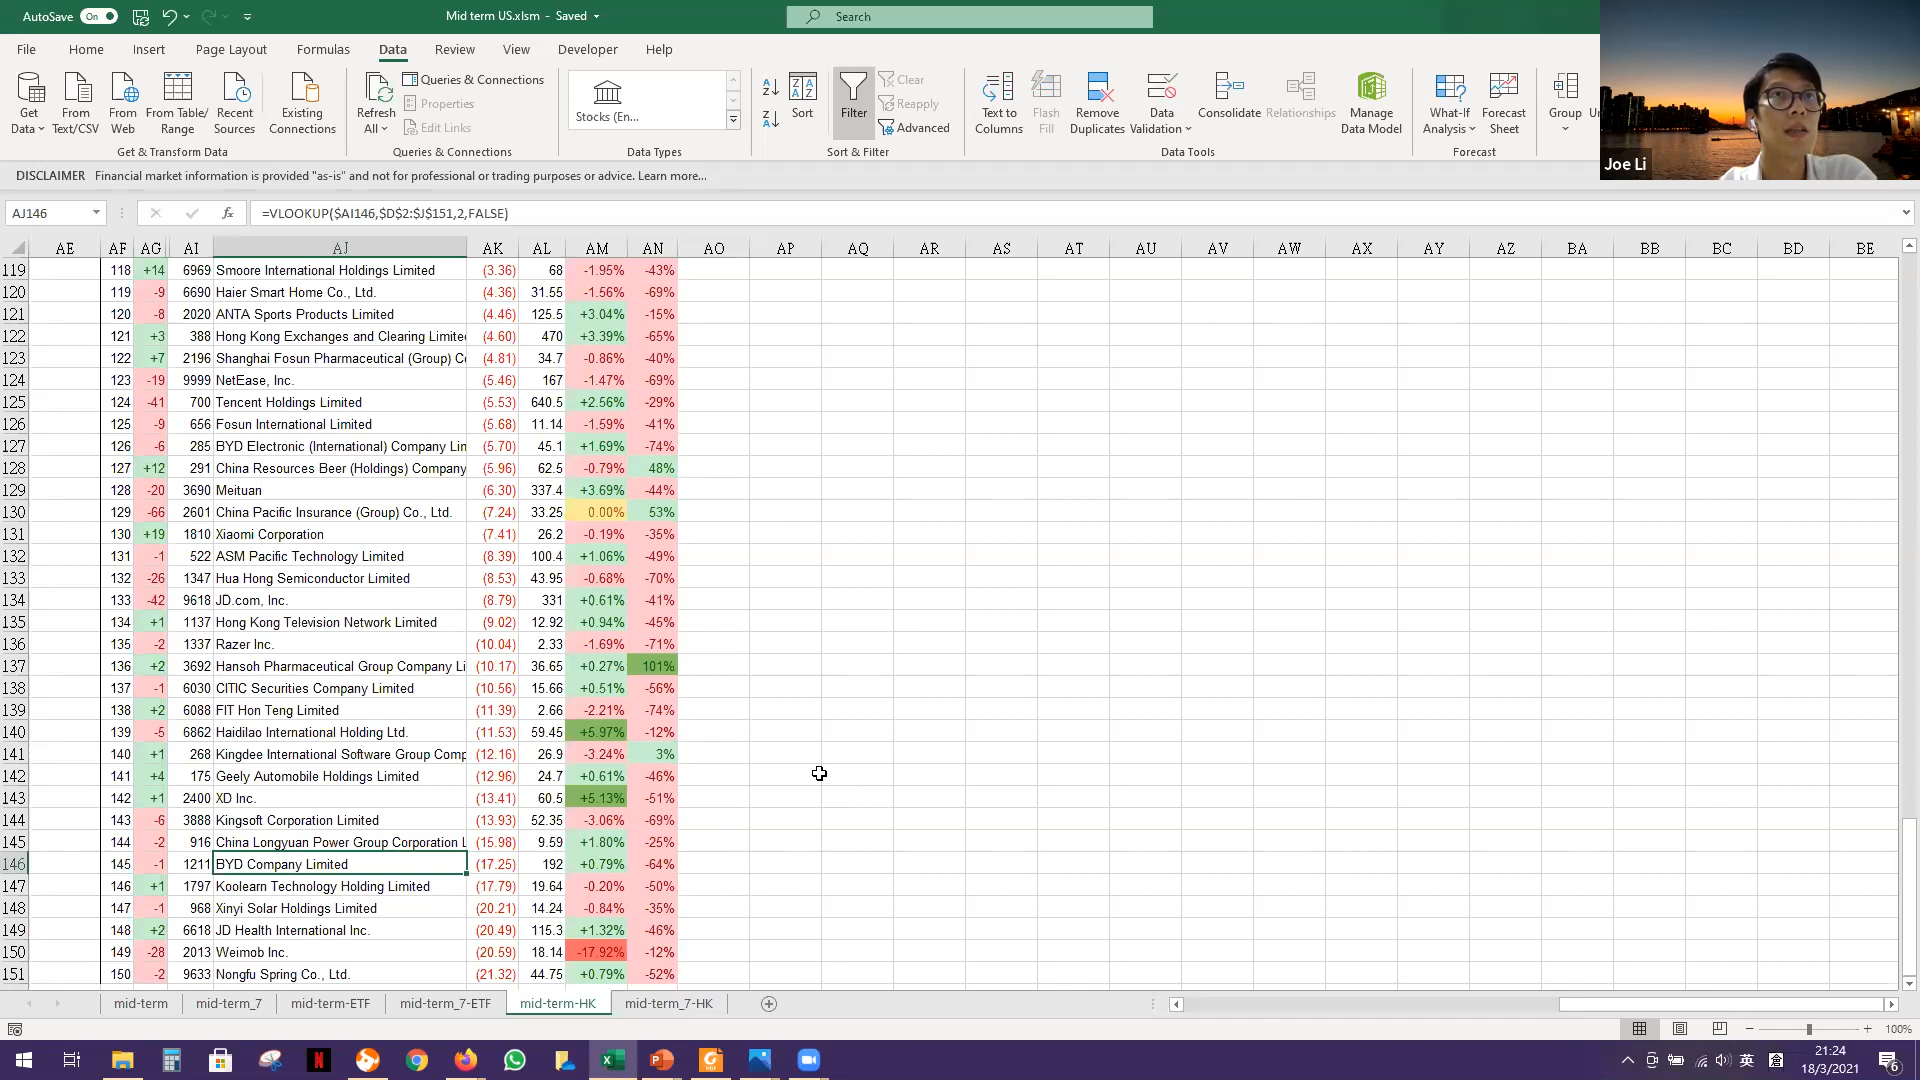 AutoSave On Mid term US.xlsm - Saved Search
File Home Insert Page Layout Formulas Data Review View Developer Help
Get Data From Text/CSV From Web From Table/Range Recent Sources Existing Connections
Get & Transform Data
Refresh All Queries & Connections Properties Edit Links
Queries & Connections
Stocks (En...
Data Types
Sort Filter Clear Reapply Advanced
Sort & Filter
Text to Columns Flash Fill Remove Duplicates Data Validation Consolidate Relationships Manage Data Model
Data Tools
What-If Analysis Forecast Sheet
Forecast
Group
Joe Li
DISCLAIMER Financial market information is provided "as-is" and not for professional or trading purposes or advice. Learn more...
AJ146 fx =VLOOKUP($AI146,$D$2:$J$151,2,FALSE)
AE AF AG AI AJ AK AL AM AN AO AP AQ AR AS AT AU AV AW AX AY AZ BA BB BC BD BE
119 118 +14 6969 Smoore International Holdings Limited (3.36) 68 -1.95% -43%
120 119 -9 6690 Haier Smart Home Co., Ltd. (4.36) 31.55 -1.56% -69%
121 120 -8 2020 ANTA Sports Products Limited (4.46) 125.5 +3.04% -15%
122 121 +3 388 Hong Kong Exchanges and Clearing Limite (4.60) 470 +3.39% -65%
123 122 +7 2196 Shanghai Fosun Pharmaceutical (Group) C (4.81) 34.7 -0.86% -40%
124 123 -19 9999 NetEase, Inc. (5.46) 167 -1.47% -69%
125 124 -41 700 Tencent Holdings Limited (5.53) 640.5 +2.56% -29%
126 125 -9 656 Fosun International Limited (5.68) 11.14 -1.59% -41%
127 126 -6 285 BYD Electronic (International) Company Lin (5.70) 45.1 +1.69% -74%
128 127 +12 291 China Resources Beer (Holdings) Company (5.96) 62.5 -0.79% 48%
129 128 -20 3690 Meituan (6.30) 337.4 +3.69% -44%
130 129 -66 2601 China Pacific Insurance (Group) Co., Ltd. (7.24) 33.25 0.00% 53%
131 130 +19 1810 Xiaomi Corporation (7.41) 26.2 -0.19% -35%
132 131 -1 522 ASM Pacific Technology Limited (8.39) 100.4 +1.06% -49%
133 132 -26 1347 Hua Hong Semiconductor Limited (8.53) 43.95 -0.68% -70%
134 133 -42 9618 JD.com, Inc. (8.79) 331 +0.61% -41%
135 134 +1 1137 Hong Kong Television Network Limited (9.02) 12.92 +0.94% -45%
136 135 -2 1337 Razer Inc. (10.04) 2.33 -1.69% -71%
137 136 +2 3692 Hansoh Pharmaceutical Group Company Li (10.17) 36.65 +0.27% 101%
138 137 -1 6030 CITIC Securities Company Limited (10.56) 15.66 +0.51% -56%
139 138 +2 6088 FIT Hon Teng Limited (11.39) 2.66 -2.21% -74%
140 139 -5 6862 Haidilao International Holding Ltd. (11.53) 59.45 +5.97% -12%
141 140 +1 268 Kingdee International Software Group Comp (12.16) 26.9 -3.24% 3%
142 141 +4 175 Geely Automobile Holdings Limited (12.96) 24.7 +0.61% -46%
143 142 +1 2400 XD Inc. (13.41) 60.5 +5.13% -51%
144 143 -6 3888 Kingsoft Corporation Limited (13.93) 52.35 -3.06% -69%
145 144 -2 916 China Longyuan Power Group Corporation L (15.98) 9.59 +1.80% -25%
146 145 -1 1211 BYD Company Limited (17.25) 192 +0.79% -64%
147 146 +1 1797 Koolearn Technology Holding Limited (17.79) 19.64 -0.20% -50%
148 147 -1 968 Xinyi Solar Holdings Limited (20.21) 14.24 -0.84% -35%
149 148 +2 6618 JD Health International Inc. (20.49) 115.3 +1.32% -46%
150 149 -28 2013 Weimob Inc. (20.59) 18.14 -17.92% -12%
151 150 -2 9633 Nongfu Spring Co., Ltd. (21.32) 44.75 +0.79% -52%
mid-term mid-term_7 mid-term-ETF mid-term_7-ETF mid-term-HK mid-term_7-HK
100%
英 21:24
18/3/2021 6